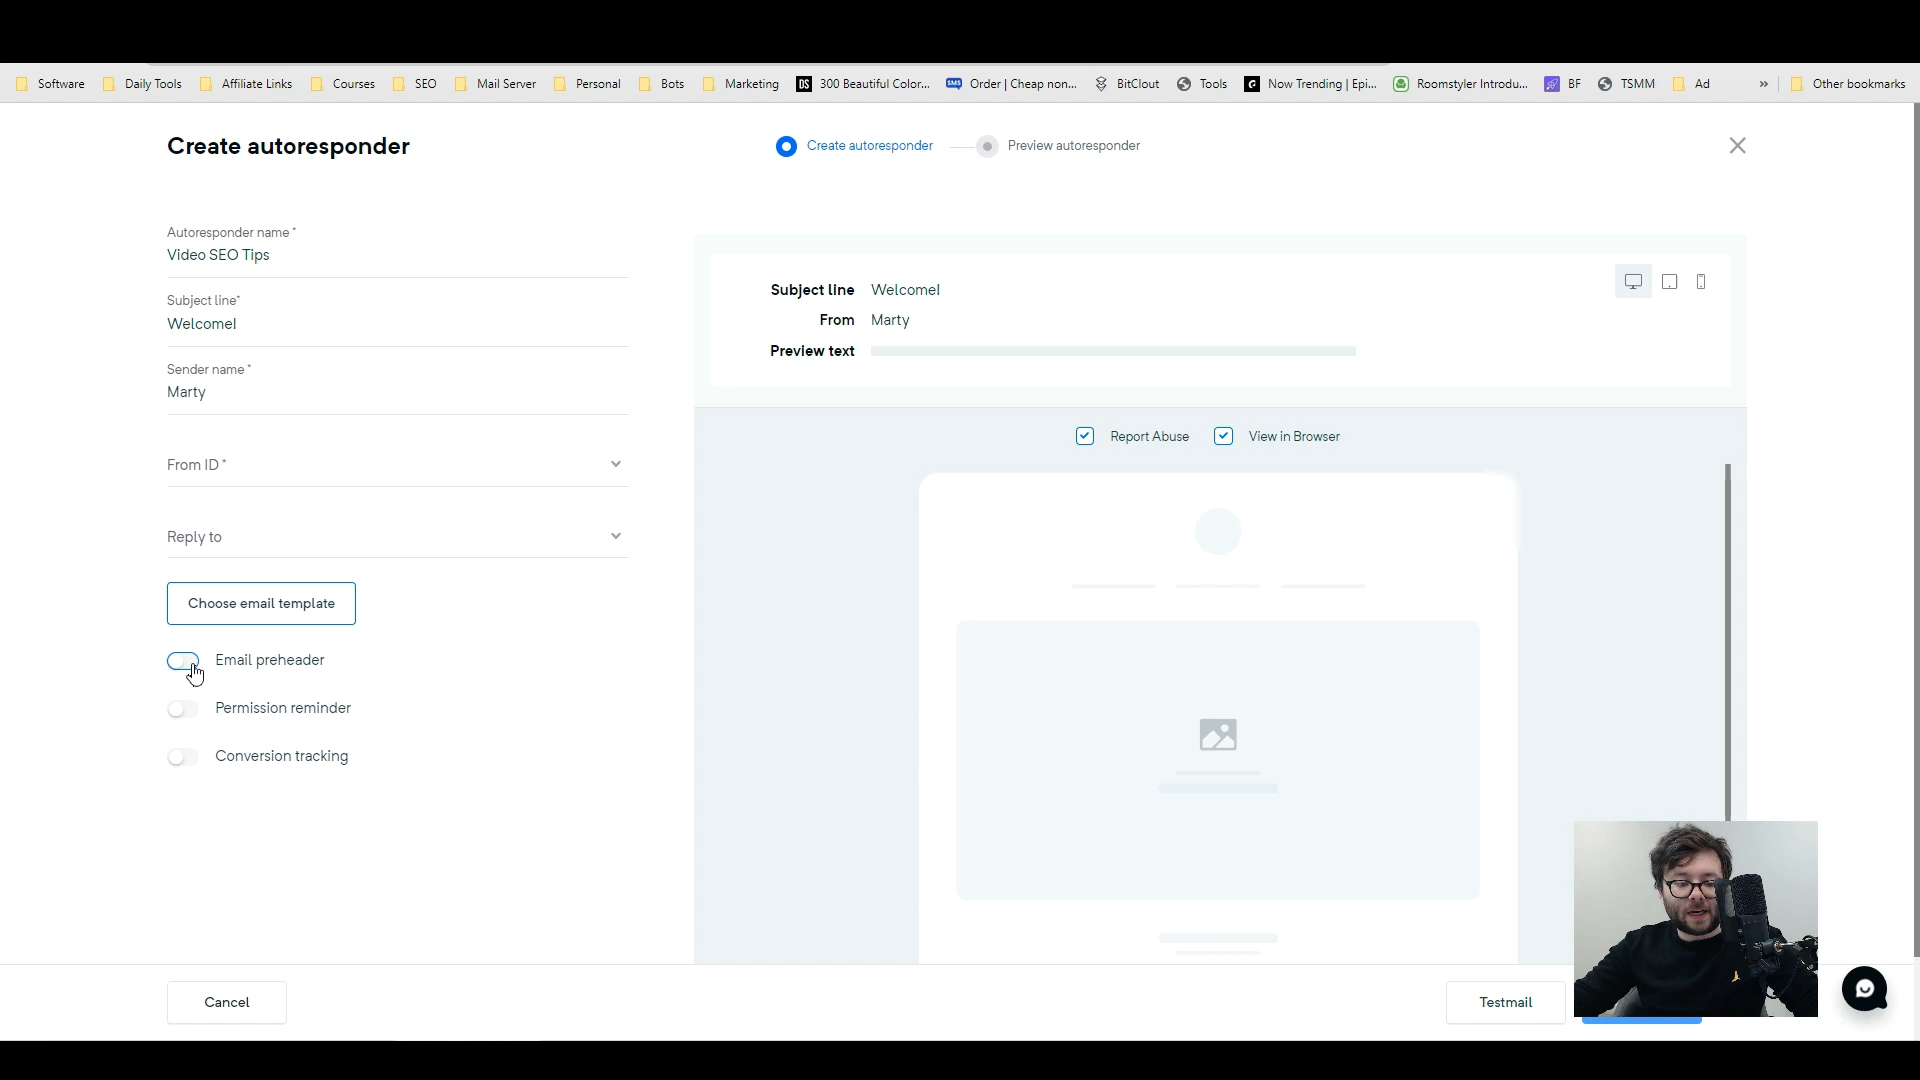 Software Daily Tools Affiliate Links Courses SEO Mail Server Personal Bots Marketing DS 300 Beautiful Color... SMS Order | Cheap non... BitClout Tools Now Trending | Epi... Roomstyler Introdu... BF TSMM Ad » Other bookmarks
Create autoresponder
Create autoresponder
Preview autoresponder
Autoresponder name *
Video SEO Tips
Subject line*
Welcome!
Sender name *
Marty
From ID *
Reply to
Choose email template
Email preheader
Permission reminder
Conversion tracking
Subject line Welcome!
From Marty
Preview text
Report Abuse View in Browser
Cancel
Testmail